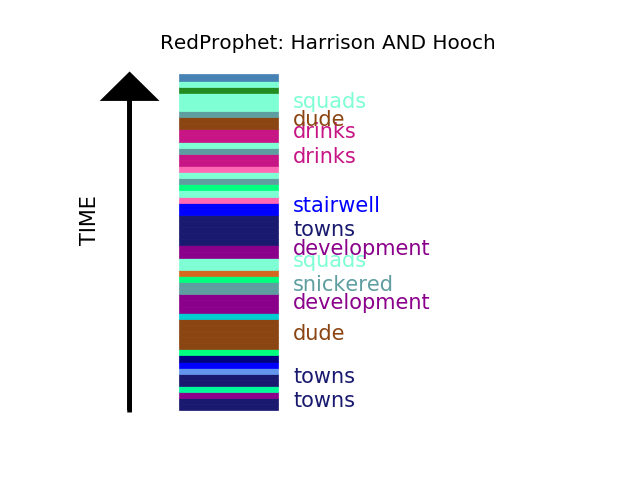 RedProphet: Harrison AND Hooch
squads
dude
drinks
drinks
stairwell
towns
development
squads
snickered
development
dude
towns
towns
TIME